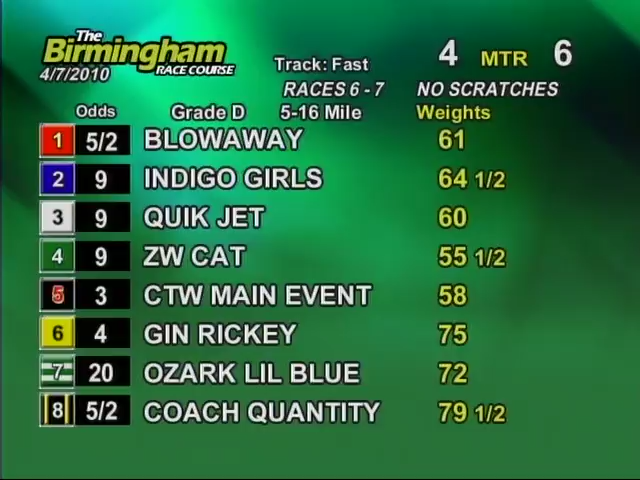 The
Birmingham
RACE COURSE
4/7/2010
Track: Fast
4 MTR 6
RACES 6 - 7 NO SCRATCHES
Odds Grade D 5-16 Mile Weights
1 5/2 BLOWAWAY 61
2 9 INDIGO GIRLS 64 1/2
3 9 QUIK JET 60
4 9 ZW CAT 55 1/2
5 3 CTW MAIN EVENT 58
6 4 GIN RICKEY 75
7 20 OZARK LIL BLUE 72
8 5/2 COACH QUANTITY 79 1/2